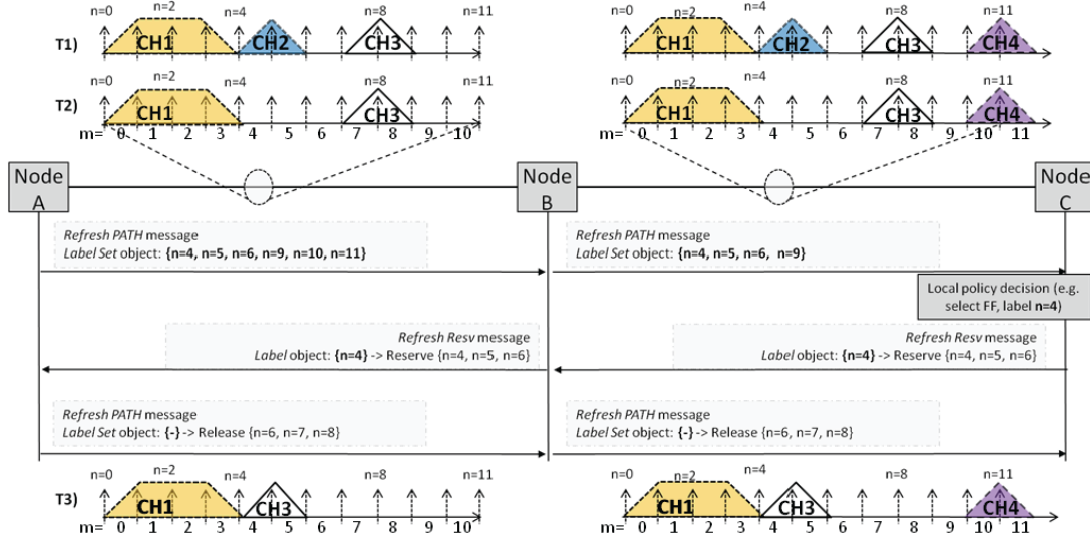 n=0 n=2 n=4 n=8 n=11 n=0 n=2 n=4 n=8 n=11
T1) CH1 CH2 CH3 CH1 CH2 CH3 CH4
n=0 n=2 n=4 n=8 n=11 n=0 n=2 n=4 n=8 n=11
T2) CH1 CH3 CH1 CH3 CH4
m= 0 1 2 3 4 5 6 7 8 9 10 m= 0 1 2 3 4 5 6 7 8 9 10 11
Node A
Node B
Node C
Refresh PATH message
Label Set object: {n=4, n=5, n=6, n=9, n=10, n=11}
Refresh PATH message
Label Set object: {n=4, n=5, n=6, n=9}
Local policy decision (e.g.
select FF, label n=4)
Refresh Resv message
Label object: {n=4} -> Reserve {n=4, n=5, n=6}
Refresh Resv message
Label object: {n=4} -> Reserve {n=4, n=5, n=6}
Refresh PATH message
Label Set object: {-} -> Release {n=6, n=7, n=8}
Refresh PATH message
Label Set object: {-} -> Release {n=6, n=7, n=8}
n=0 n=2 n=4 n=8 n=11 n=0 n=2 n=4 n=8 n=11
T3) CH1 CH3 CH1 CH3 CH4
m= 0 1 2 3 4 5 6 7 8 9 10 m= 0 1 2 3 4 5 6 7 8 9 10 11